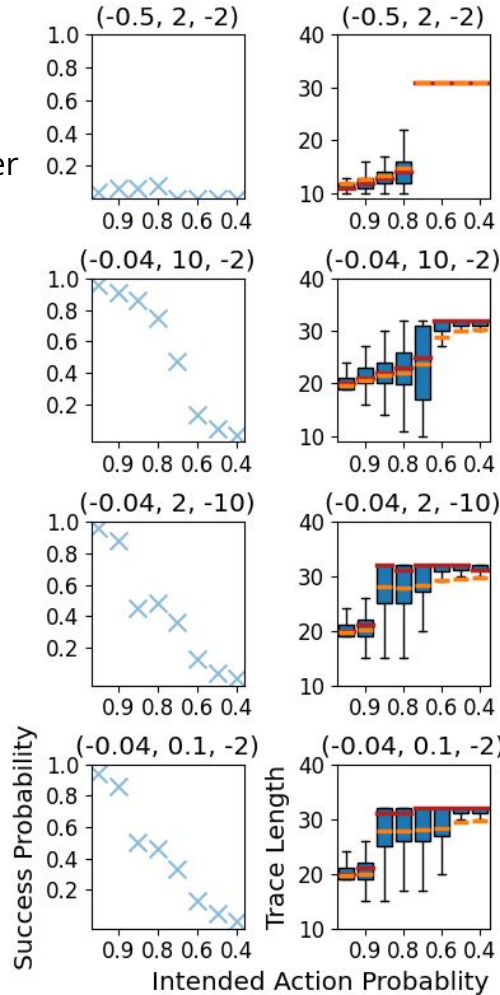 (-0.5, 2, -2) (-0.5, 2, -2)
1.0 0.8 0.6 0.4 0.2
40 30 20 10
er
0.9 0.8 0.6 0.4
0.9 0.8 0.6 0.4
(-0.04, 10, -2) (-0.04, 10, -2)
1.0 0.8 0.6 0.4 0.2
40 30 20 10
0.9 0.8 0.6 0.4
0.9 0.8 0.6 0.4
(-0.04, 2, -10) (-0.04, 2, -10)
1.0 0.8 0.6 0.4 0.2
40 30 20 10
0.9 0.8 0.6 0.4
0.9 0.8 0.6 0.4
(-0.04, 0.1, -2) (-0.04, 0.1, -2)
Success Probability
1.0 0.8 0.6 0.4 0.2
Trace Length
40 30 20 10
0.9 0.8 0.6 0.4
0.9 0.8 0.6 0.4
Intended Action Probablity